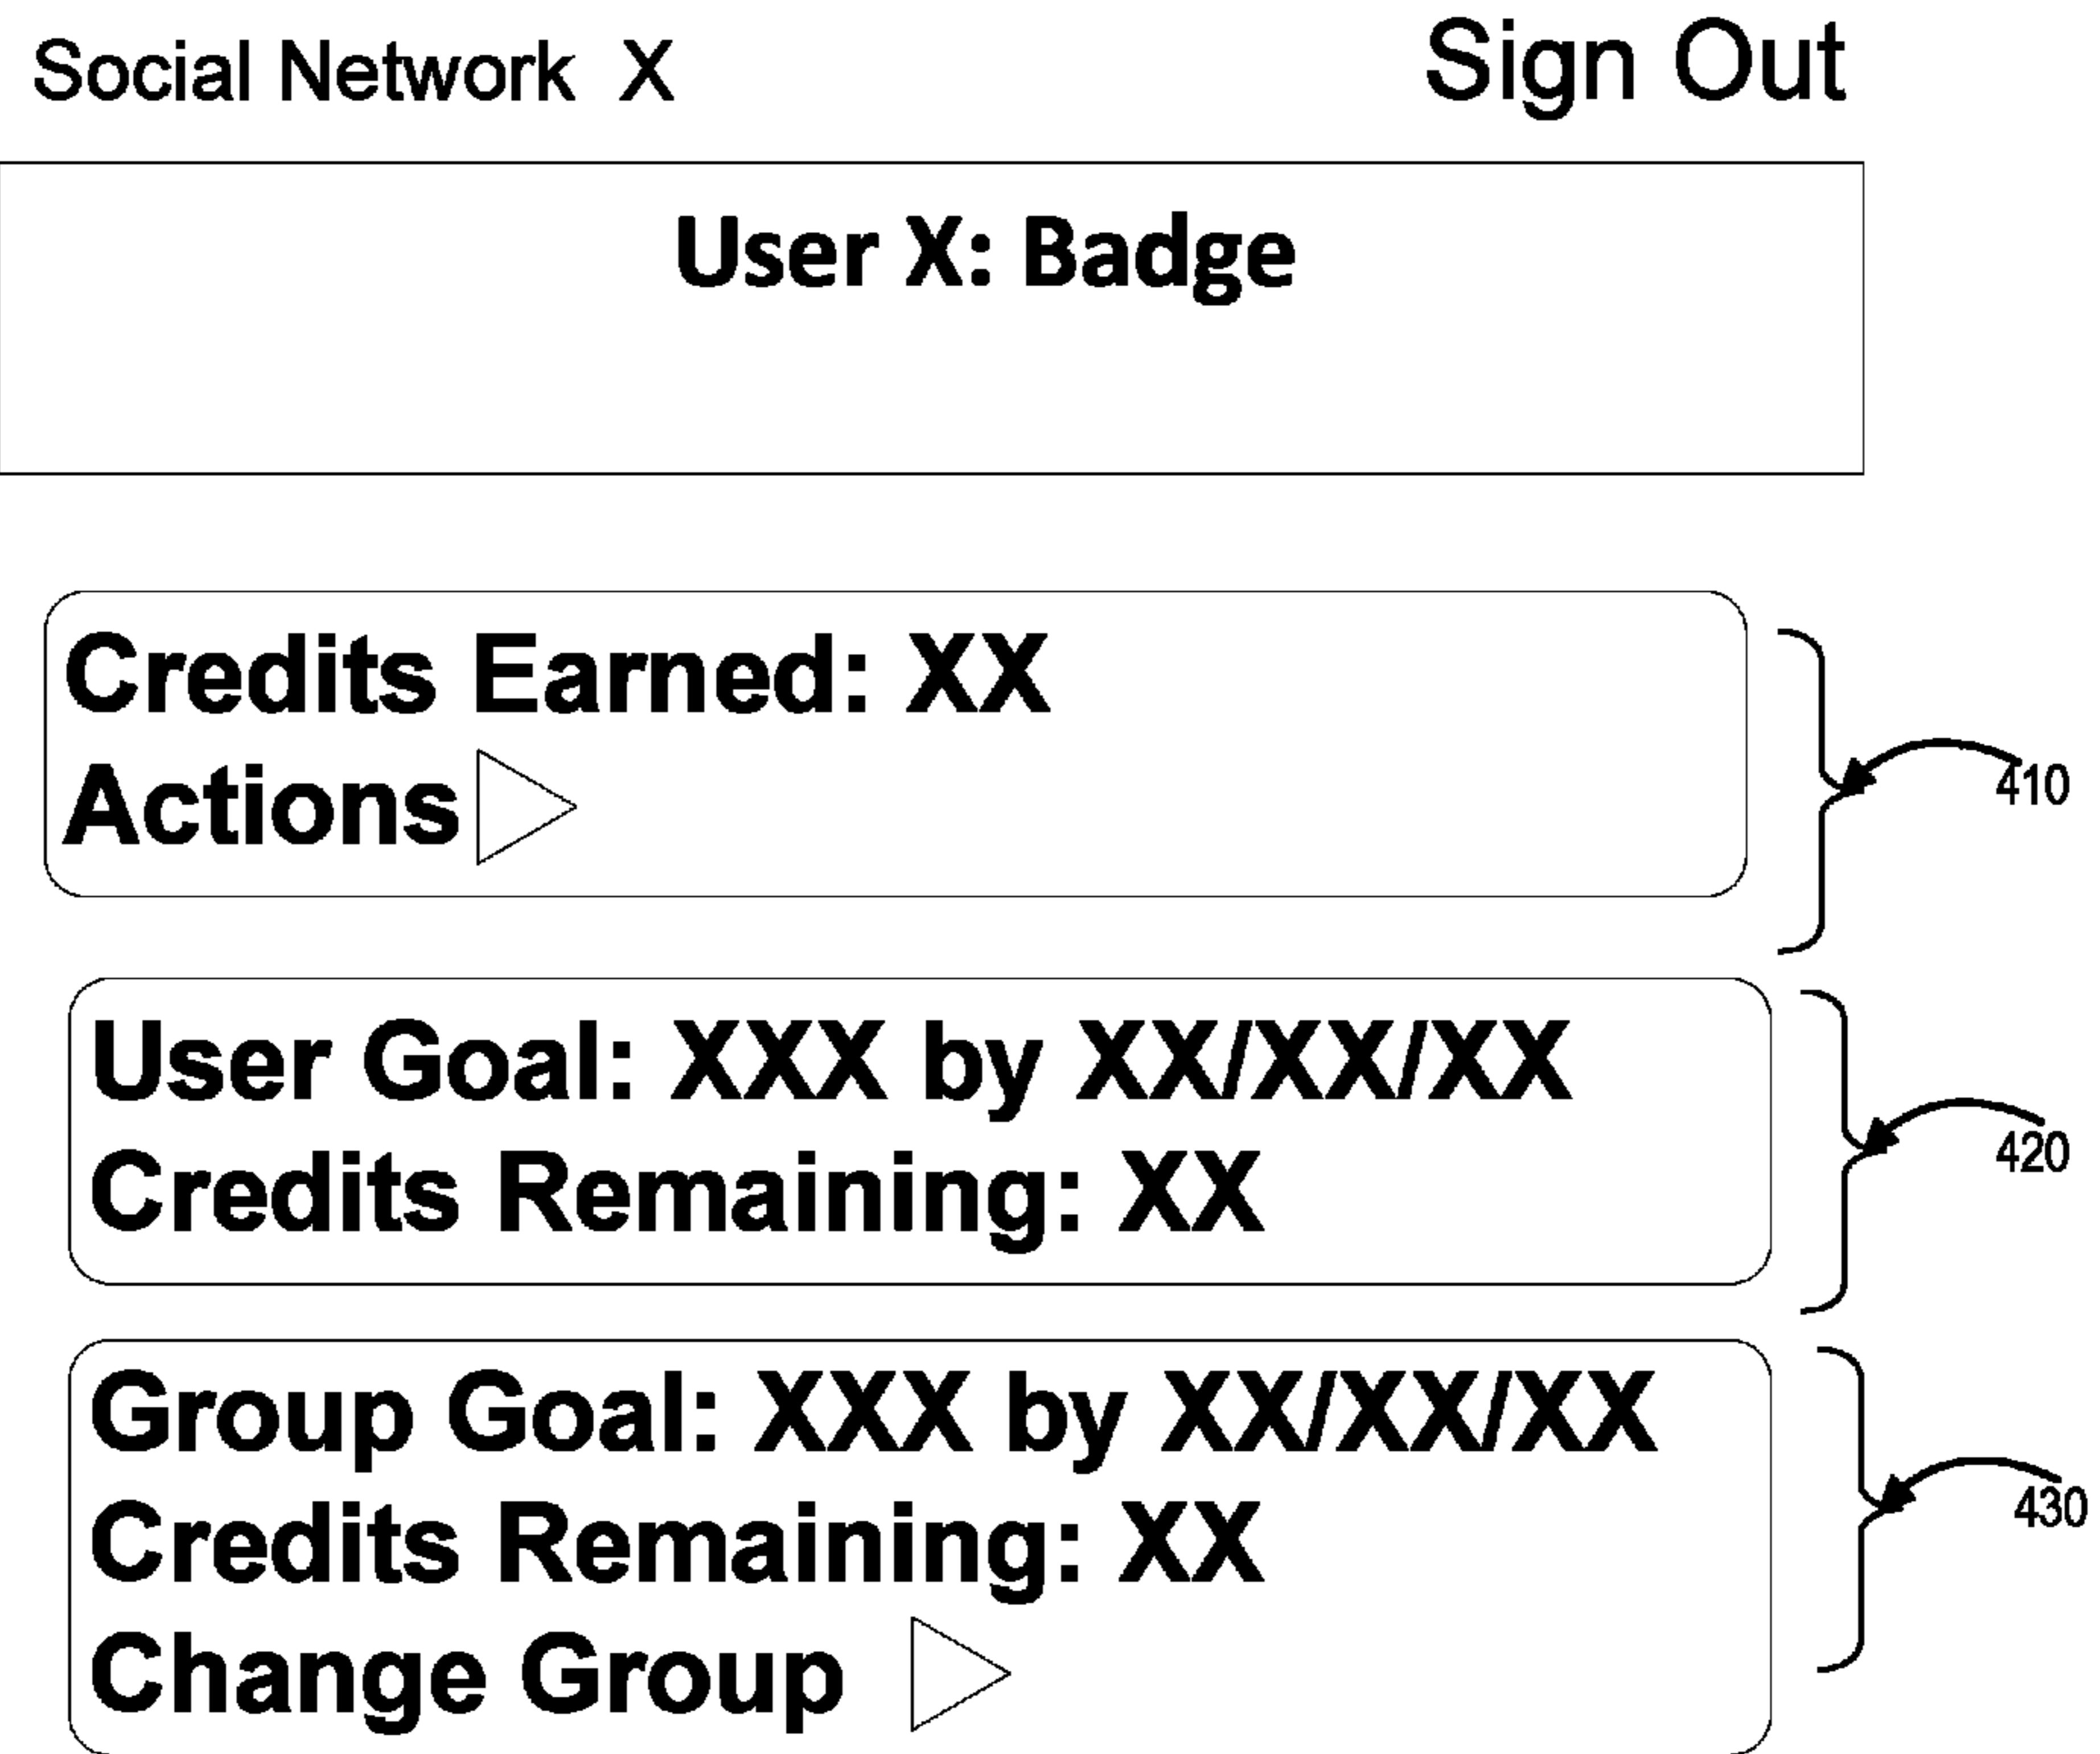 Social Network X Sign Out
User X: Badge
Credits Earned: XX
Actions
410
User Goal: XXX by XX/XX/XX
Credits Remaining: XX
420
Group Goal: XXX by XX/XX/XX
Credits Remaining: XX
430
Change Group